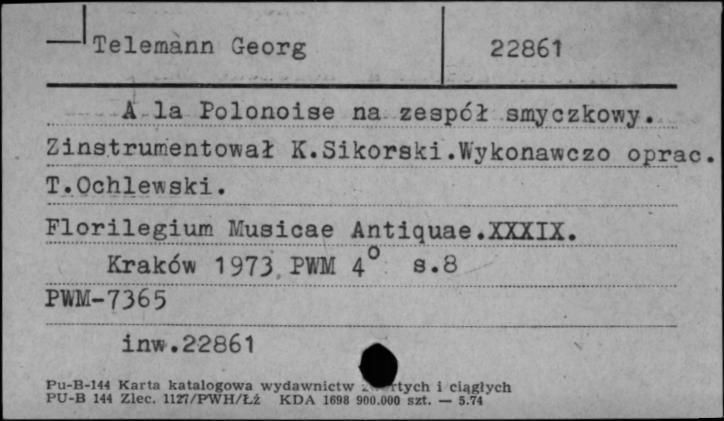 Telemann Georg 22861
A la Polonoise na zespół smyczkowy.
Zinstrumentował K.Sikorski.Wykonawczo oprac.
T.Ochlewski.
Florilegium Musicae Antiquae.XXXIX.
Kraków 1973 PWM 4° s.8
PWM-7365
inw.22861
Pu-B-144 Karta katalogowa wydawnictw i ciągłych
PU-B 144 Zlec. 1127/PWH/Łż KDA 1698 900.000 szt. — 5.74